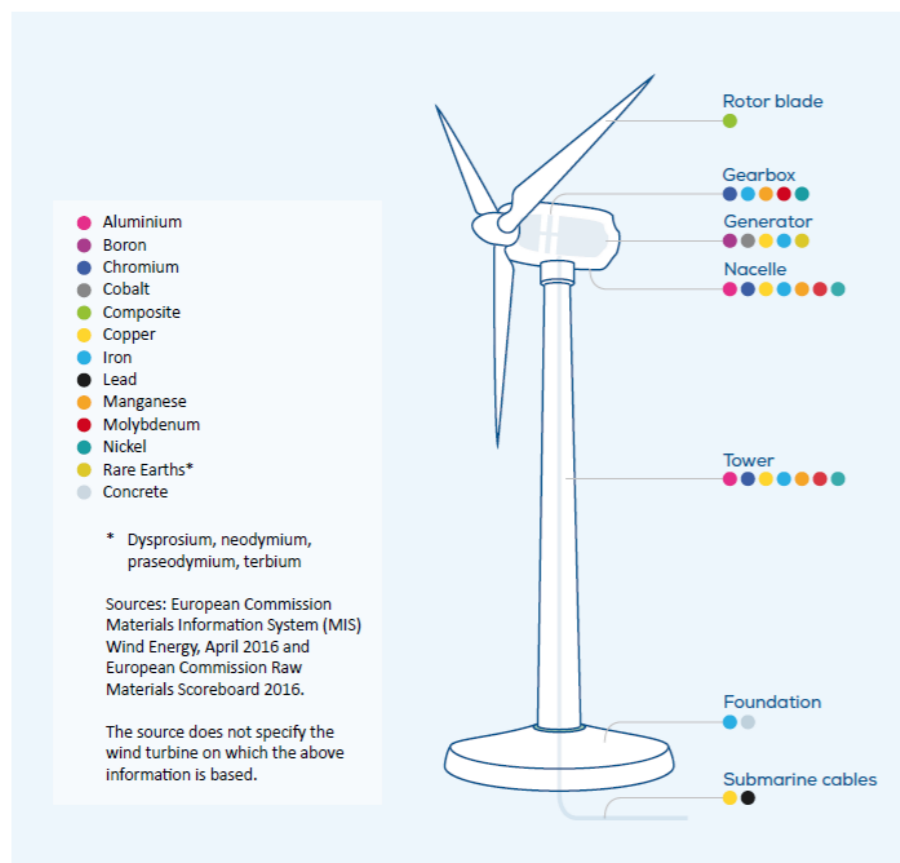 Rotor blade
Gearbox
Generator
Nacelle
Aluminium
Boron
Chromium
Cobalt
Composite
Copper
Iron
Lead
Manganese
Molybdenum
Nickel
Rare Earths*
Concrete
* Dysprosium, neodymium,
praseodymium, terbium
Sources: European Commission
Materials Information System (MIS)
Wind Energy, April 2016 and
European Commission Raw
Materials Scoreboard 2016.
The source does not specify the
wind turbine on which the above
information is based.
Tower
Foundation
Submarine cables